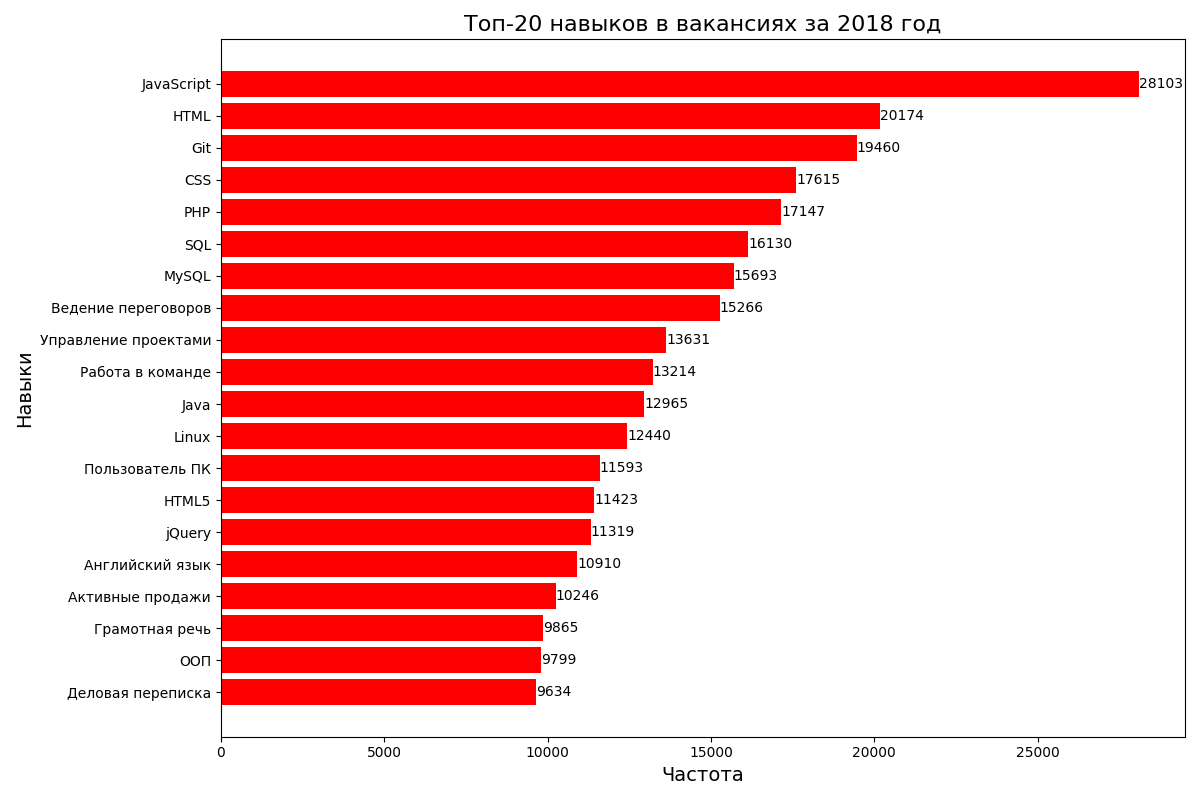 Топ-20 навыков в вакансиях за 2018 год
Навыки
JavaScript 28103
HTML 20174
Git 19460
CSS 17615
PHP 17147
SQL 16130
MySQL 15693
Ведение переговоров 15266
Управление проектами 13631
Работа в команде 13214
Java 12965
Linux 12440
Пользователь ПК 11593
HTML5 11423
jQuery 11319
Английский язык 10910
Активные продажи 10246
Грамотная речь 9865
ООП 9799
Деловая переписка 9634
0 5000 10000 15000 20000 25000
Частота